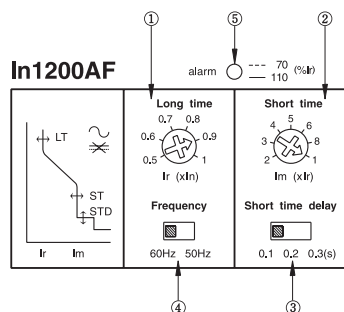 ① ⑤ ②
In1200AF
alarm --- 70 (%Ir)
— 110
LT
ST
STD
Ir Im
Long time
0.5 0.6 0.7 0.8 0.9 1
Ir (xIn)
Short time
2 3 4 5 6 8 1
Im (xIr)
Frequency
60Hz 50Hz
Short time delay
0.1 0.2 0.3(s)
④ ③